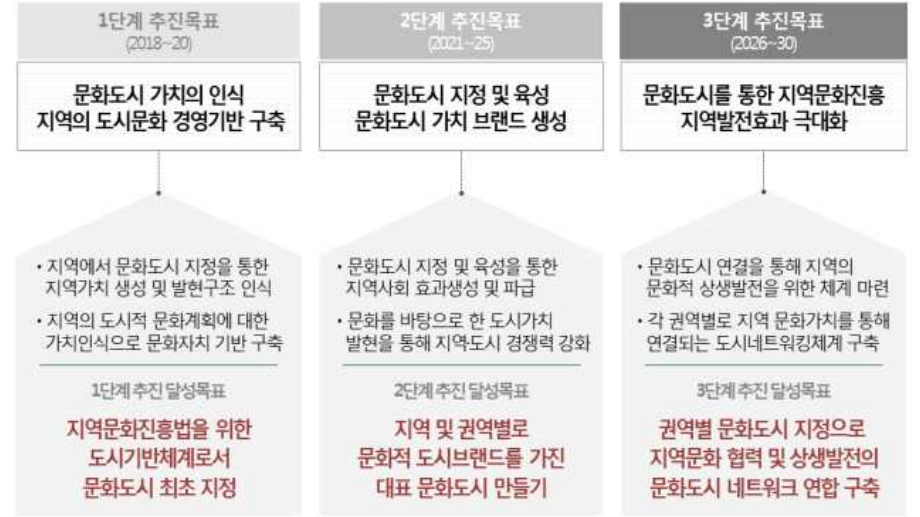 1단계 추진목표
(2018~20)
문화도시 가치의 인식
지역의 도시문화 경영기반 구축
• 지역에서 문화도시 지정을 통한
지역가치 생성 및 발현구조 인식
• 지역의 도시적 문화계획에 대한
가치인식으로 문화자치 기반 구축
1단계 추진 달성목표
지역문화진흥법을 위한
도시기반체계로서
문화도시 최초 지정
2단계 추진목표
(2021~25)
문화도시 지정 및 육성
문화도시 가치 브랜드 생성
• 문화도시 지정 및 육성을 통한
지역사회 효과생성 및 파급
• 문화를 바탕으로 한 도시가치
발현을 통해 지역·도시 경쟁력 강화
2단계 추진 달성목표
지역 및 권역별로
문화적 도시브랜드를 가진
대표 문화도시 만들기
3단계 추진목표
(2026~30)
문화도시를 통한 지역문화진흥
지역발전효과 극대화
• 문화도시 연결을 통해 지역의
문화적 상생발전을 위한 체계 마련
• 각 권역별로 지역 문화가치를 통해
연결되는 도시네트워킹체계 구축
3단계 추진 달성목표
권역별 문화도시 지정으로
지역문화 협력 및 상생발전의
문화도시 네트워크 연합 구축